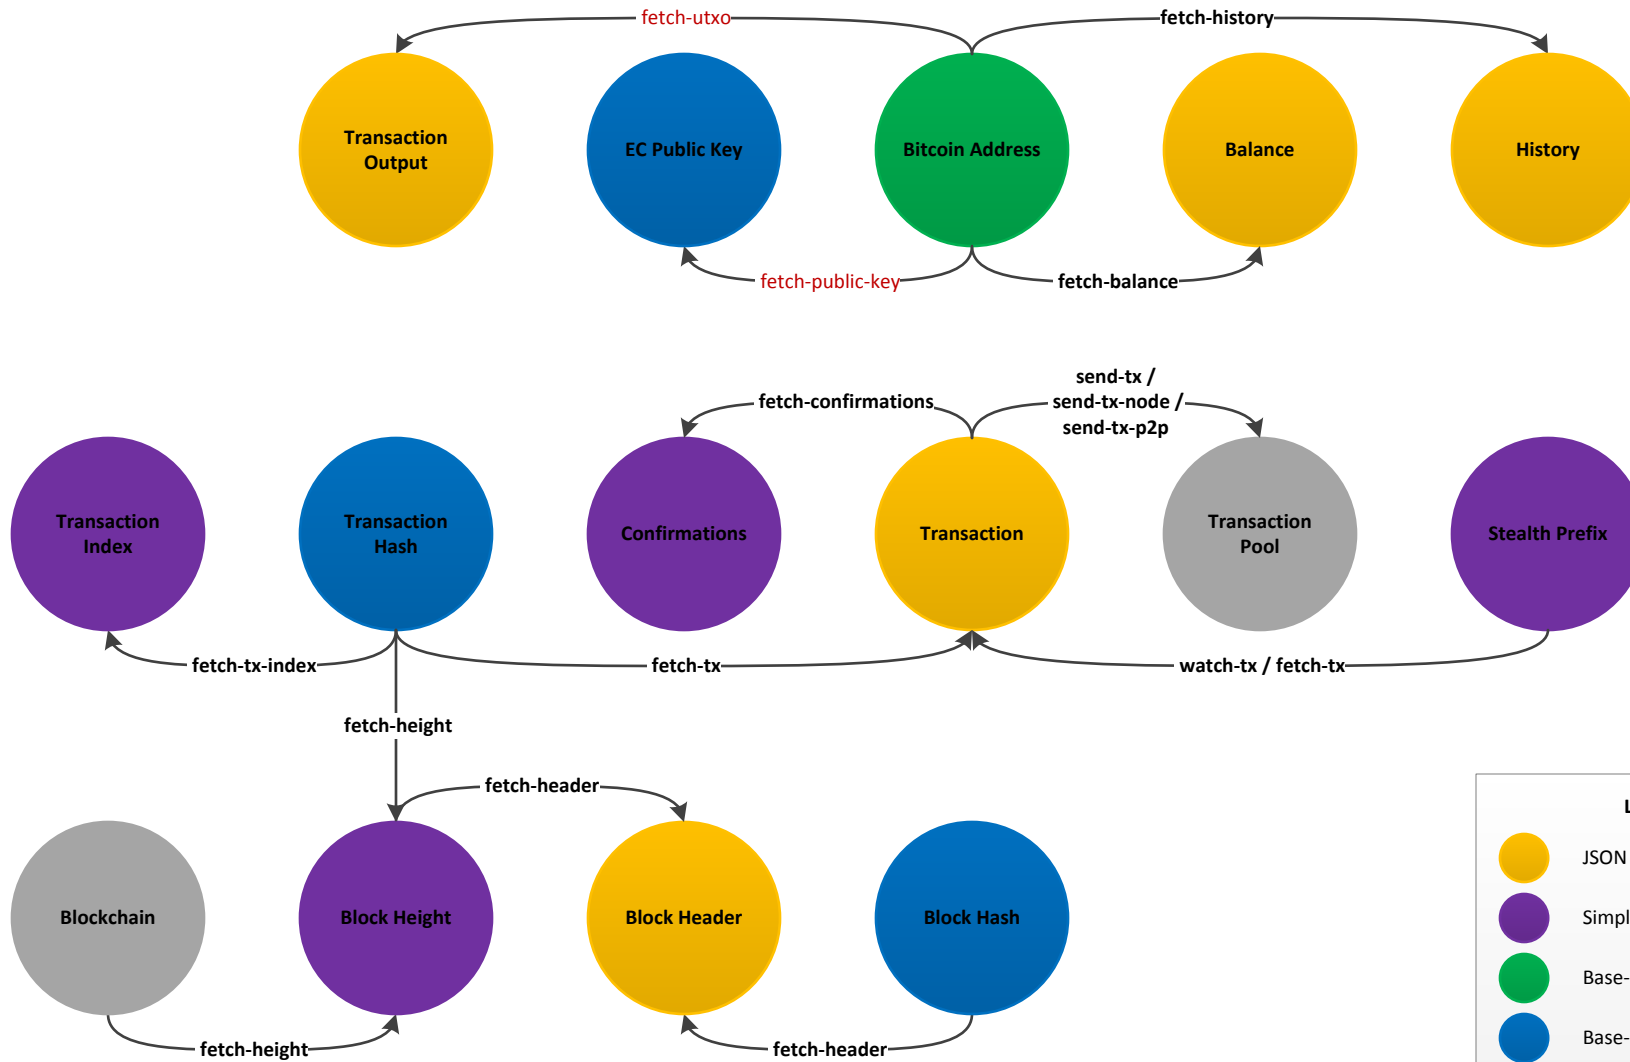 fetch-utxo
fetch-history
Transaction
Output
EC Public Key
Bitcoin Address
Balance
History
fetch-public-key
fetch-balance
fetch-confirmations
send-tx /
send-tx-node /
send-tx-p2p
Transaction
Index
Transaction
Hash
Confirmations
Transaction
Transaction
Pool
Stealth Prefix
fetch-tx-index
fetch-tx
watch-tx / fetch-tx
fetch-height
fetch-header
Blockchain
Block Height
Block Header
Block Hash
fetch-height
fetch-header
L
JSON
Simpl
Base-
Base-